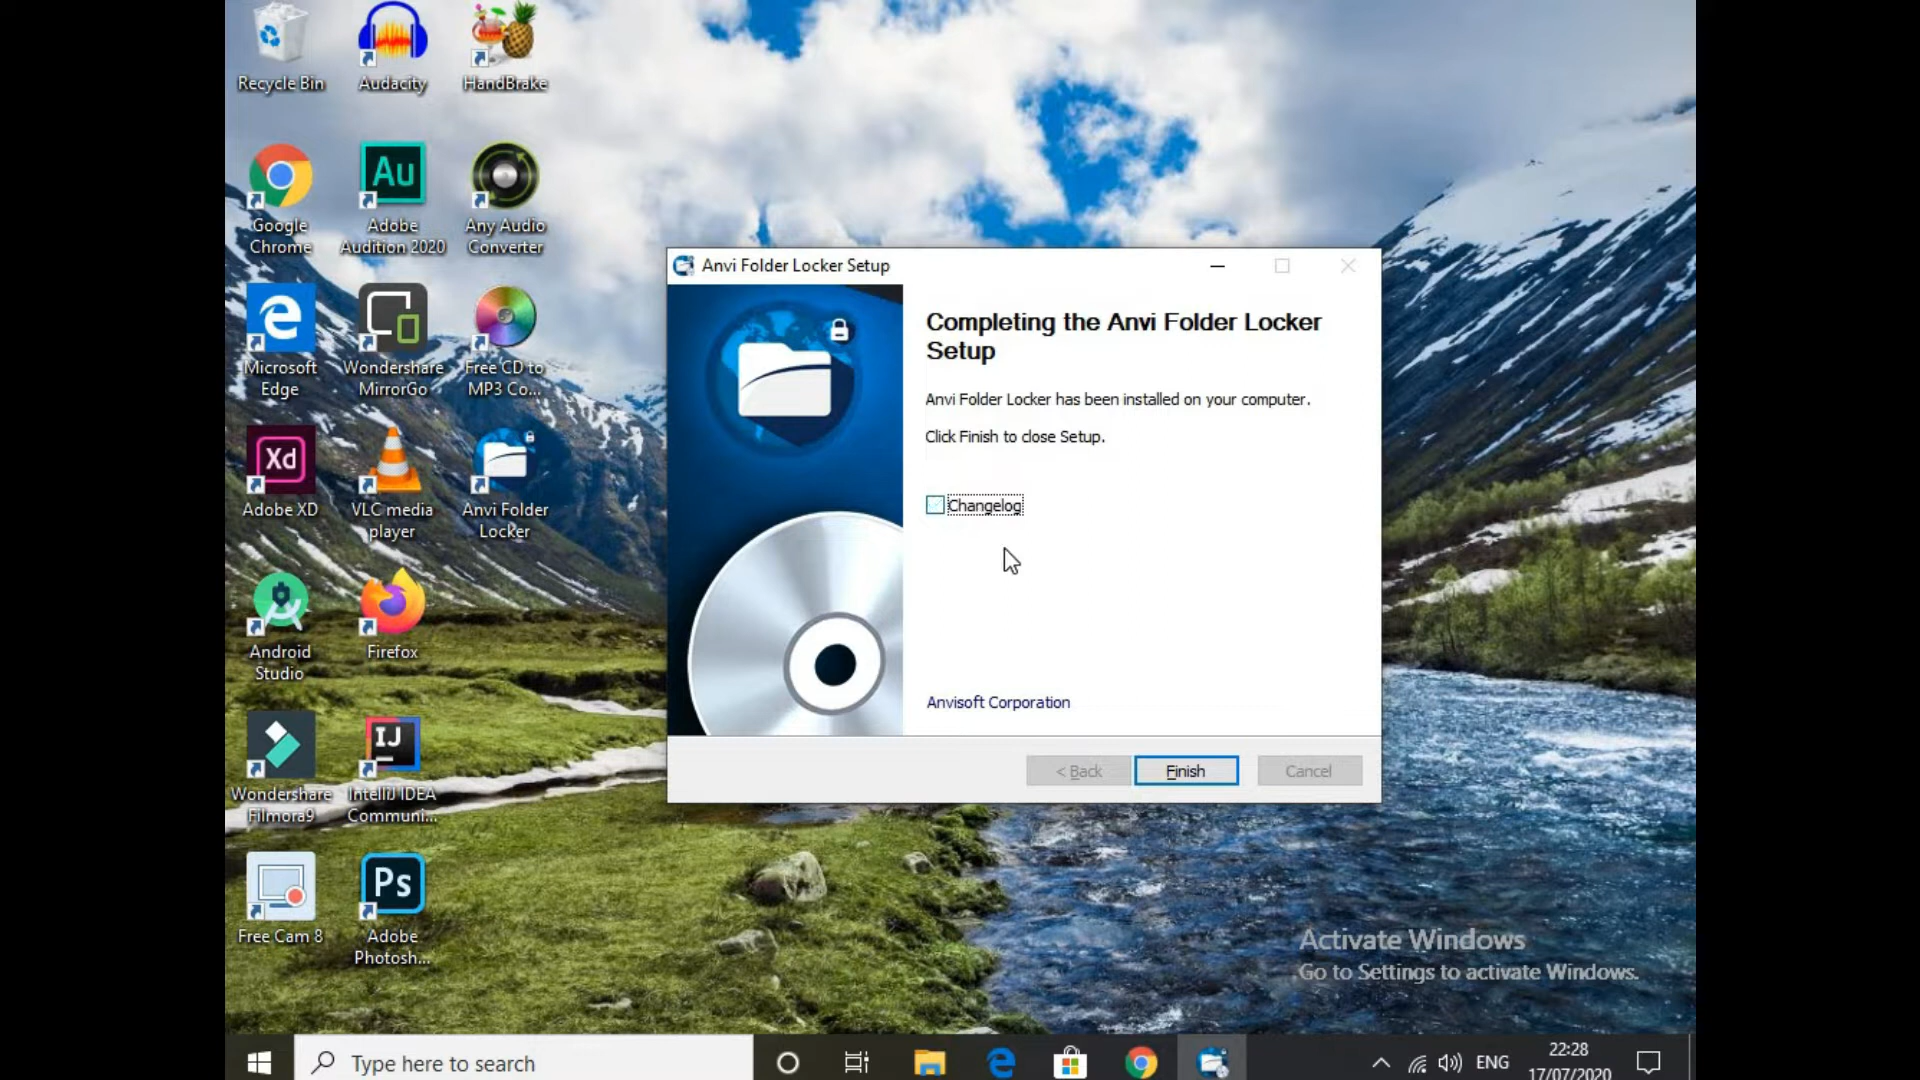 Recycle Bin
Audacity
HandBrake
Google
Chrome
Au
Adobe
Audition 2020
Any Audio
Converter
Microsoft
Edge
Wondershare
MirrorGo
Free CD to
MP3 Co...
Xd
Adobe XD
VLC media
player
Anvi Folder
Locker
Android
Studio
Firefox
Wondershare
Filmora9
IJ
IntelliJ IDEA
Communi...
Free Cam 8
Ps
Adobe
Photosh...
Anvi Folder Locker Setup
Completing the Anvi Folder Locker
Setup
Anvi Folder Locker has been installed on your computer.
Click Finish to close Setup.
Changelog
Anvisoft Corporation
< Back
Finish
Cancel
Activate Windows
Go to Settings to activate Windows.
Type here to search
ENG
22:28
17/07/2020